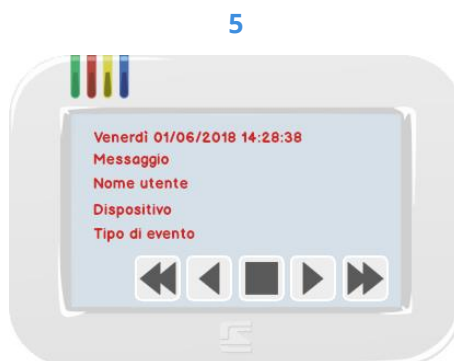 5
Venerdì 01/06/2018 14:28:38
Messaggio
Nome utente
Dispositivo
Tipo di evento